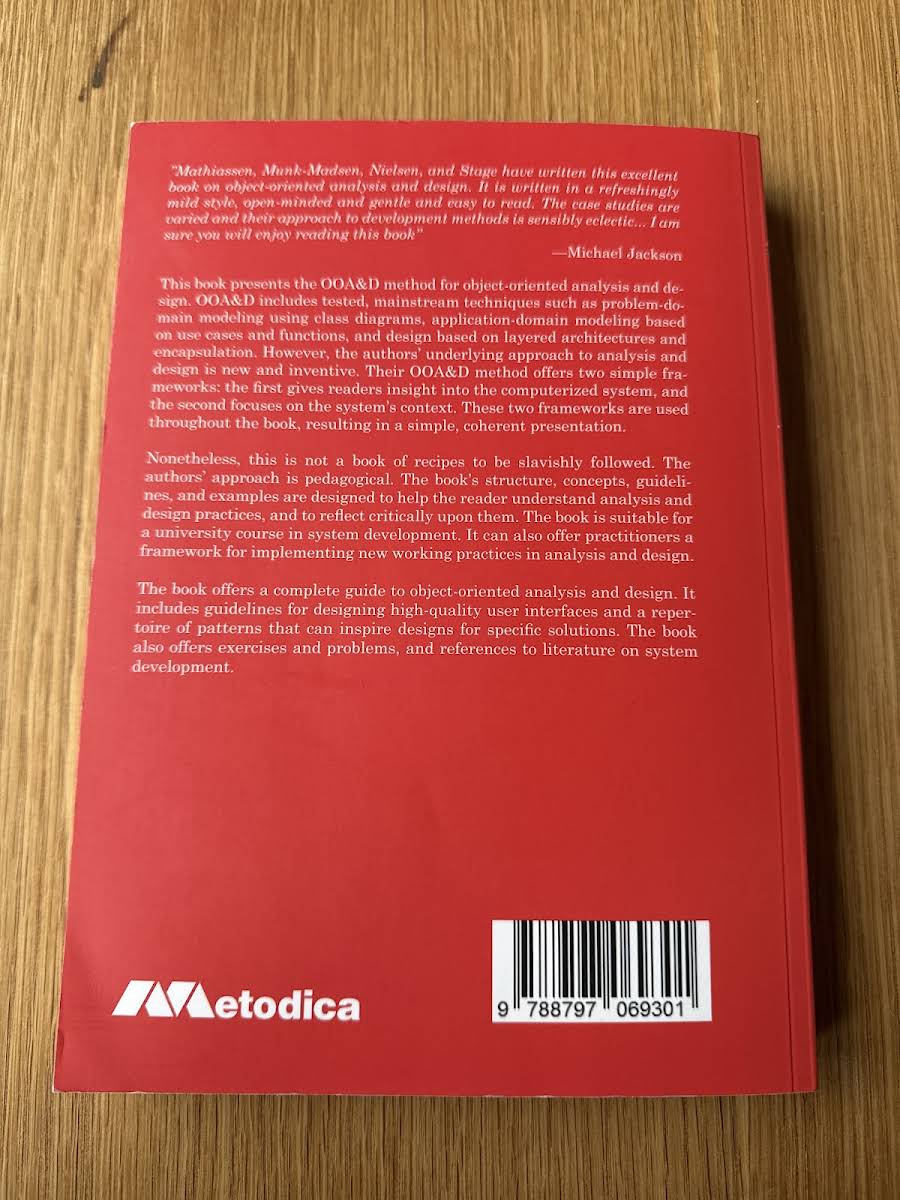 "Mathiassen, Munk-Madsen, Nielsen, and Stage have written this excellent
book on object-oriented analysis and design. It is written in a refreshingly
mild style, open-minded and gentle and easy to read. The case studies are
varied and their approach to development methods is sensibly eclectic... I am
sure you will enjoy reading this book"
—Michael Jackson
This book presents the OOA&D method for object-oriented analysis and de-
sign. OOA&D includes tested, mainstream techniques such as problem-do-
main modeling using class diagrams, application-domain modeling based
on use cases and functions, and design based on layered architectures and
encapsulation. However, the authors' underlying approach to analysis and
design is new and inventive. Their OOA&D method offers two simple fra-
meworks: the first gives readers insight into the computerized system, and
the second focuses on the system's context. These two frameworks are used
throughout the book, resulting in a simple, coherent presentation.
Nonetheless, this is not a book of recipes to be slavishly followed. The
authors' approach is pedagogical. The book's structure, concepts, guideli-
nes, and examples are designed to help the reader understand analysis and
design practices, and to reflect critically upon them. The book is suitable for
a university course in system development. It can also offer practitioners a
framework for implementing new working practices in analysis and design.
The book offers a complete guide to object-oriented analysis and design. It
includes guidelines for designing high-quality user interfaces and a reper-
toire of patterns that can inspire designs for specific solutions. The book
also offers exercises and problems, and references to literature on system
development.
Metodica
9 788797 069301